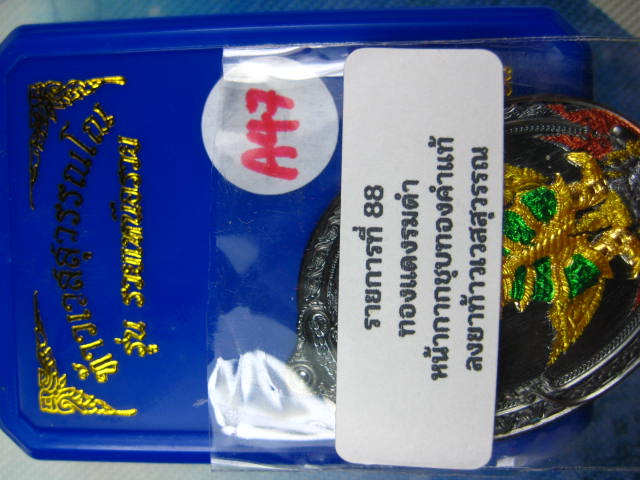 ท้าวเวสสุวรรณโณ
รุ่น รวย
A47
รายการที่ 88
ทองแดงรมดำ
หน้ากากชุบทองคำแท้
ลงยาท้าวเวสสุวรรณ